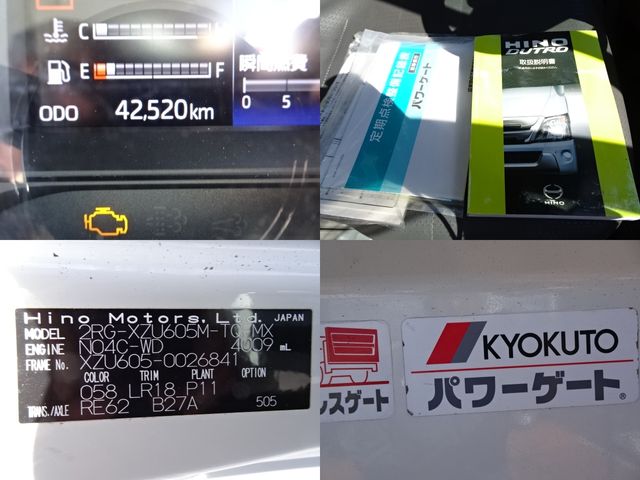 C
E F
瞬間燃費
0 5
ODO 42,520km
定期点検整備記録簿
パワーゲート
HINO
DUTRO
取扱説明書
HINO
Hino Motors, Ltd. JAPAN
MODEL 2RG-XZU605M-TQ-MX
ENGINE N04C-WD 4009 mL
FRAME No. XZU605-0026841
COLOR TRIM PLANT OPTION
058 LR18 P11
TRANS./AXLE RE62 B27A 505
レスゲート
KYOKUTO
パワーゲート®